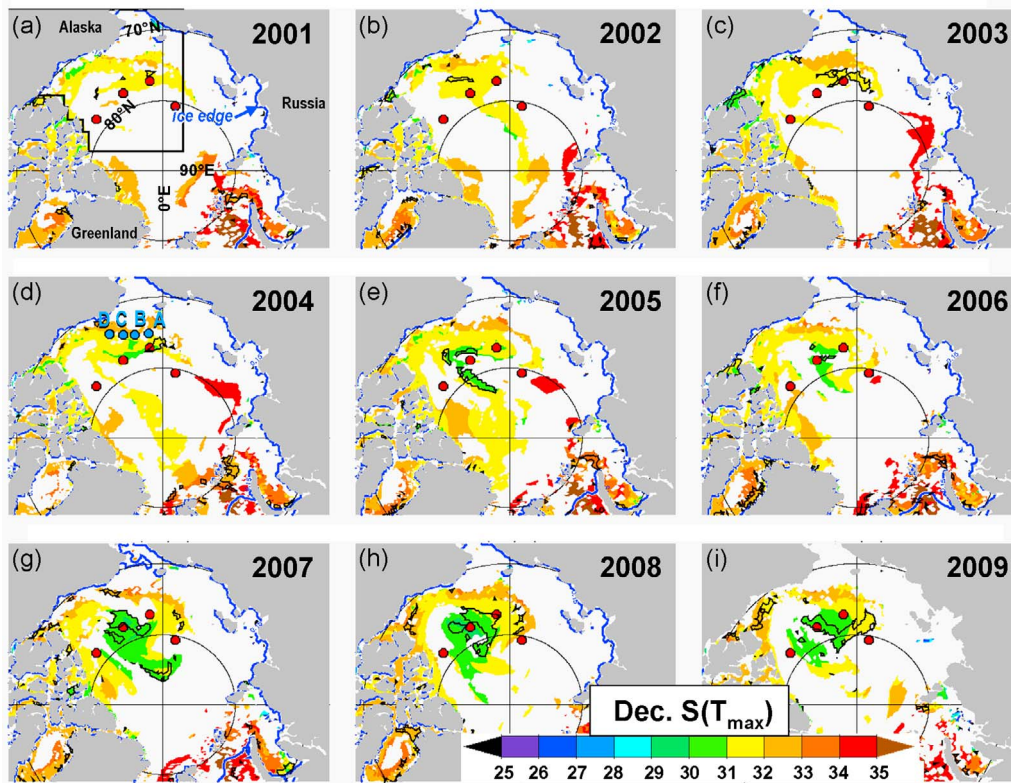 (a) Alaska 70°N 2001
80°N
ice edge
Russia
90°E
0°E
Greenland
(b) 2002
(c) 2003
(d) 2004
D C B A
(e) 2005
(f) 2006
(g) 2007
(h) 2008
(i) 2009
Dec. S(Tmax)
25 26 27 28 29 30 31 32 33 34 35